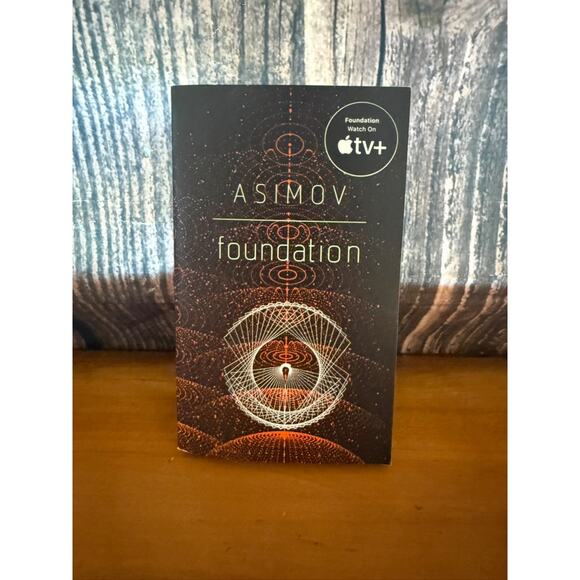 Foundation
Watch On
tv+
ASIMOV
foundation